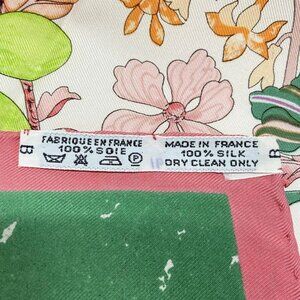 FABRIQUE EN FRANCE
100% SOIE
MADE IN FRANCE
100% SILK
DRY CLEAN ONLY
B
B